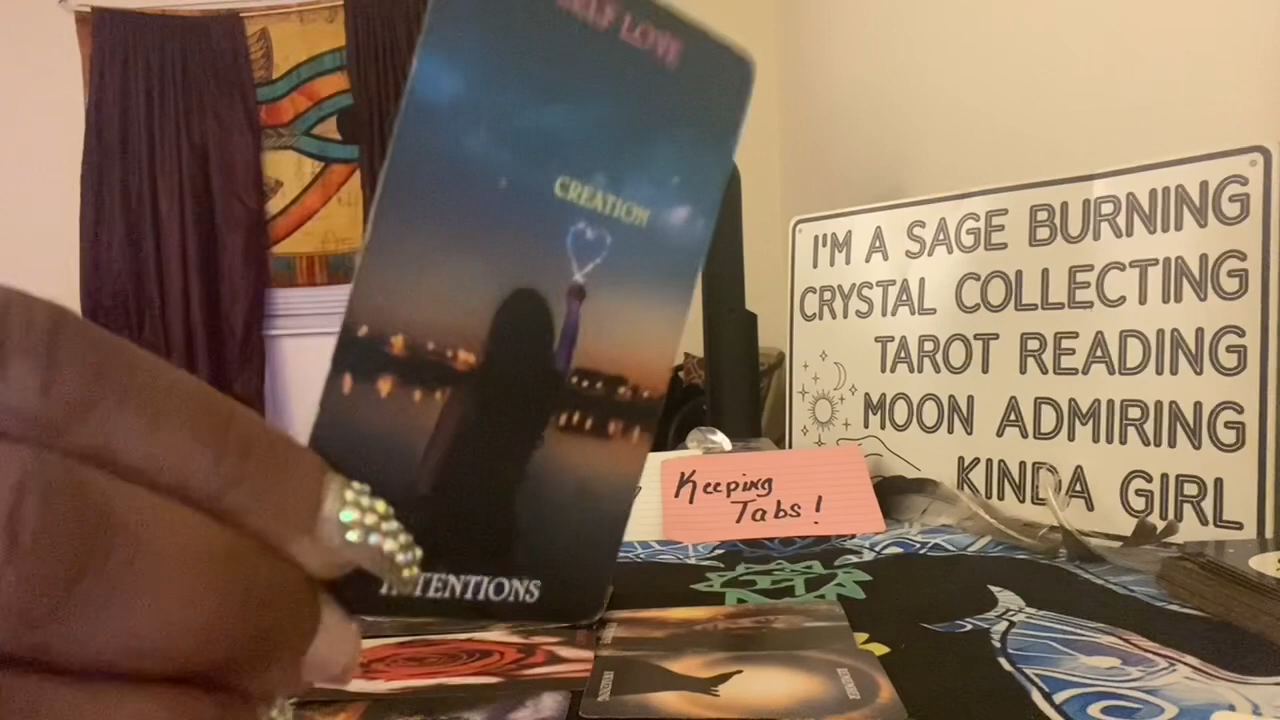 SELF LOVE
CREATION
INTENTIONS
Keeping
Tabs!
I'M A SAGE BURNING
CRYSTAL COLLECTING
TAROT READING
MOON ADMIRING
KINDA GIRL